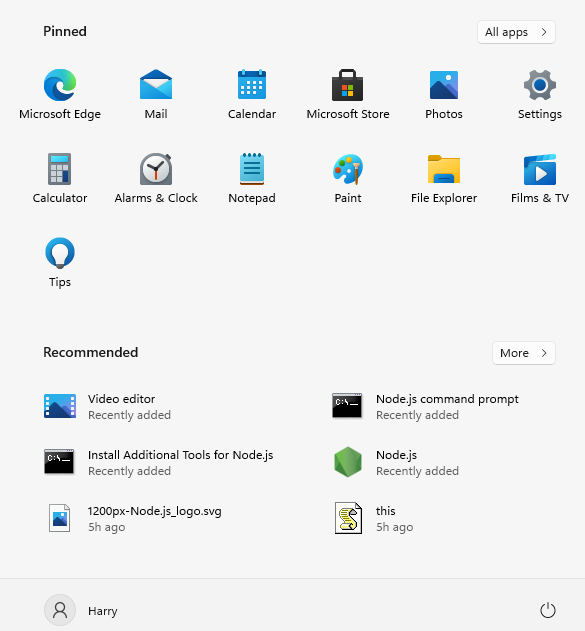 Pinned
All apps
Microsoft Edge
Mail
Calendar
Microsoft Store
Photos
Settings
Calculator
Alarms & Clock
Notepad
Paint
File Explorer
Films & TV
Tips
Recommended
More
Video editor
Recently added
Node.js command prompt
Recently added
Install Additional Tools for Node.js
Recently added
Node.js
Recently added
1200px-Node.js_logo.svg
5h ago
this
5h ago
Harry